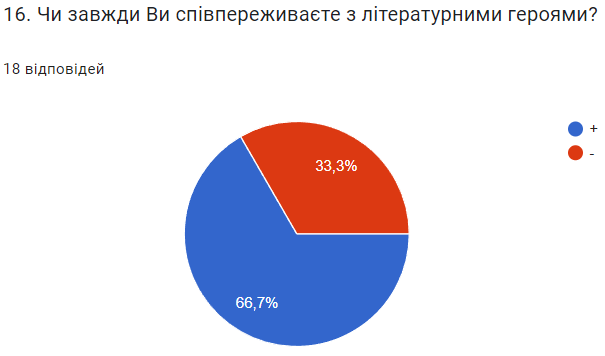 16. Чи завжди Ви співпереживаєте з літературними героями?
18 відповідей
+
-
33,3%
66,7%